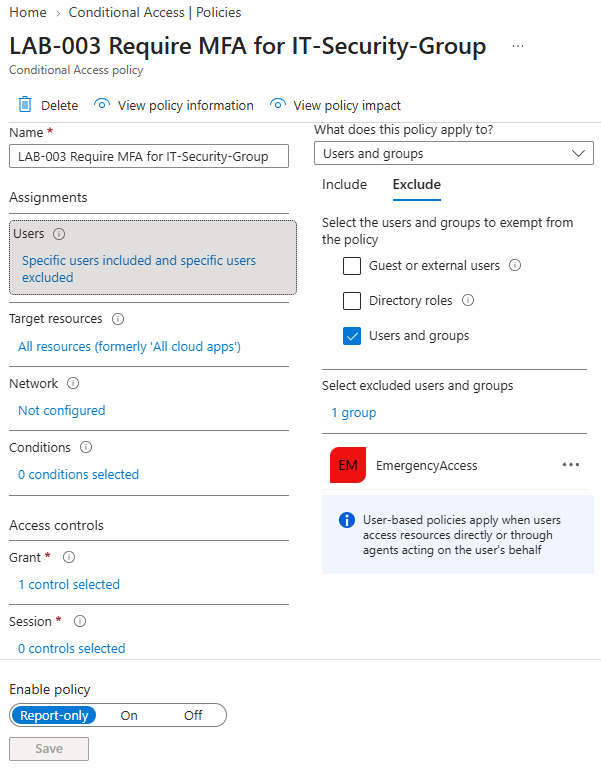 Home > Conditional Access | Policies
LAB-003 Require MFA for IT-Security-Group ...
Conditional Access policy
Delete View policy information View policy impact
Name *
LAB-003 Require MFA for IT-Security-Group
Assignments
Users
Specific users included and specific users
excluded
Target resources
All resources (formerly 'All cloud apps')
Network
Not configured
Conditions
0 conditions selected
Access controls
Grant *
1 control selected
Session *
0 controls selected
What does this policy apply to?
Users and groups
Include Exclude
Select the users and groups to exempt from
the policy
Guest or external users
Directory roles
Users and groups
Select excluded users and groups
1 group
EM EmergencyAccess
User-based policies apply when users
access resources directly or through
agents acting on the user's behalf
Enable policy
Report-only On Off
Save